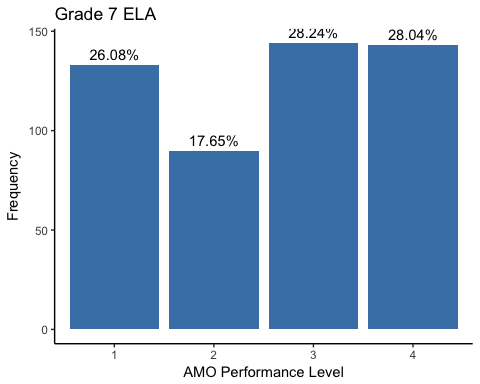 Grade 7 ELA
150
28.24%
28.04%
26.08%
17.65%
100
50
0
Frequency
1 2 3 4
AMO Performance Level